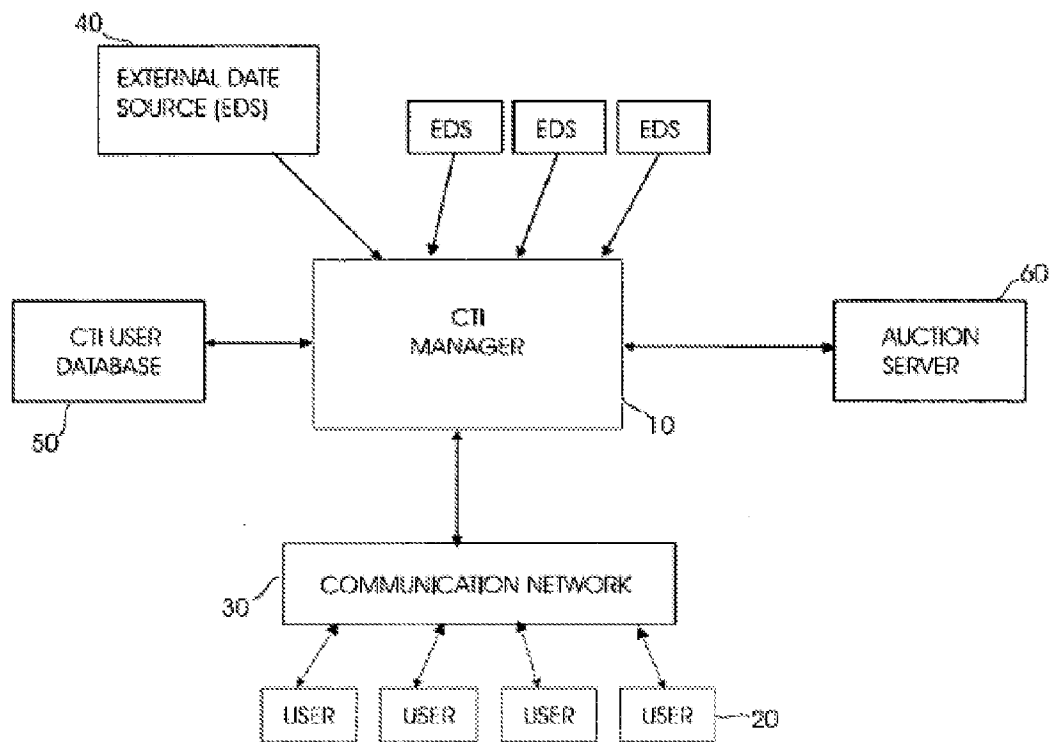 40
EXTERNAL DATE
SOURCE (EDS)
EDS
EDS
EDS
60
CTI USER
DATABASE
50
CTI
MANAGER
10
AUCTION
SERVER
30
COMMUNICATION NETWORK
USER
USER
USER
USER
20